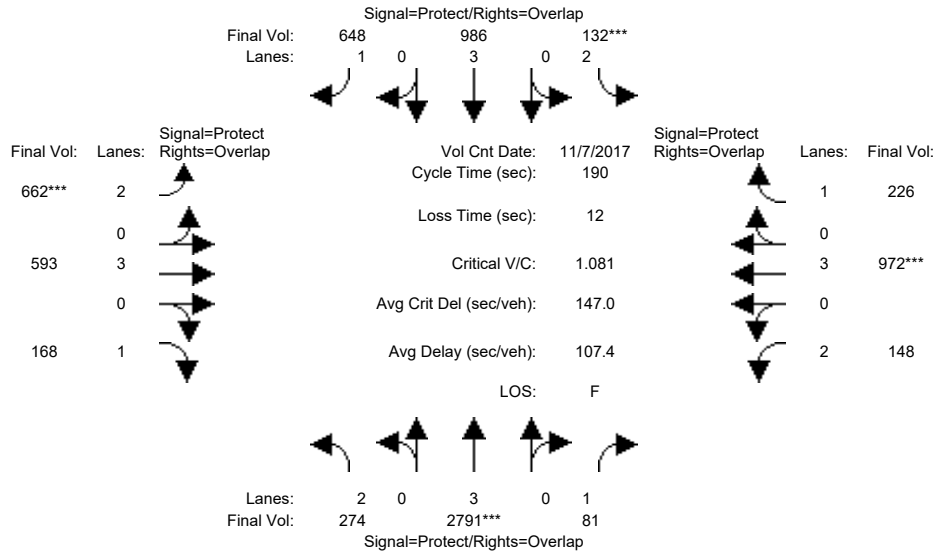 Signal=Protect/Rights=Overlap
Final Vol: 648 986 132***
Lanes: 1 0 3 0 2
Signal=Protect
Final Vol: Lanes: Rights=Overlap
Vol Cnt Date: 11/7/2017
Signal=Protect
Rights=Overlap Lanes: Final Vol:
Cycle Time (sec): 190
662*** 2
1 226
Loss Time (sec): 12
0
0
593 3
Critical V/C: 1.081
3 972***
0
Avg Crit Del (sec/veh): 147.0
0
168 1
Avg Delay (sec/veh): 107.4
2 148
LOS: F
Lanes: 2 0 3 0 1
Final Vol: 274 2791*** 81
Signal=Protect/Rights=Overlap